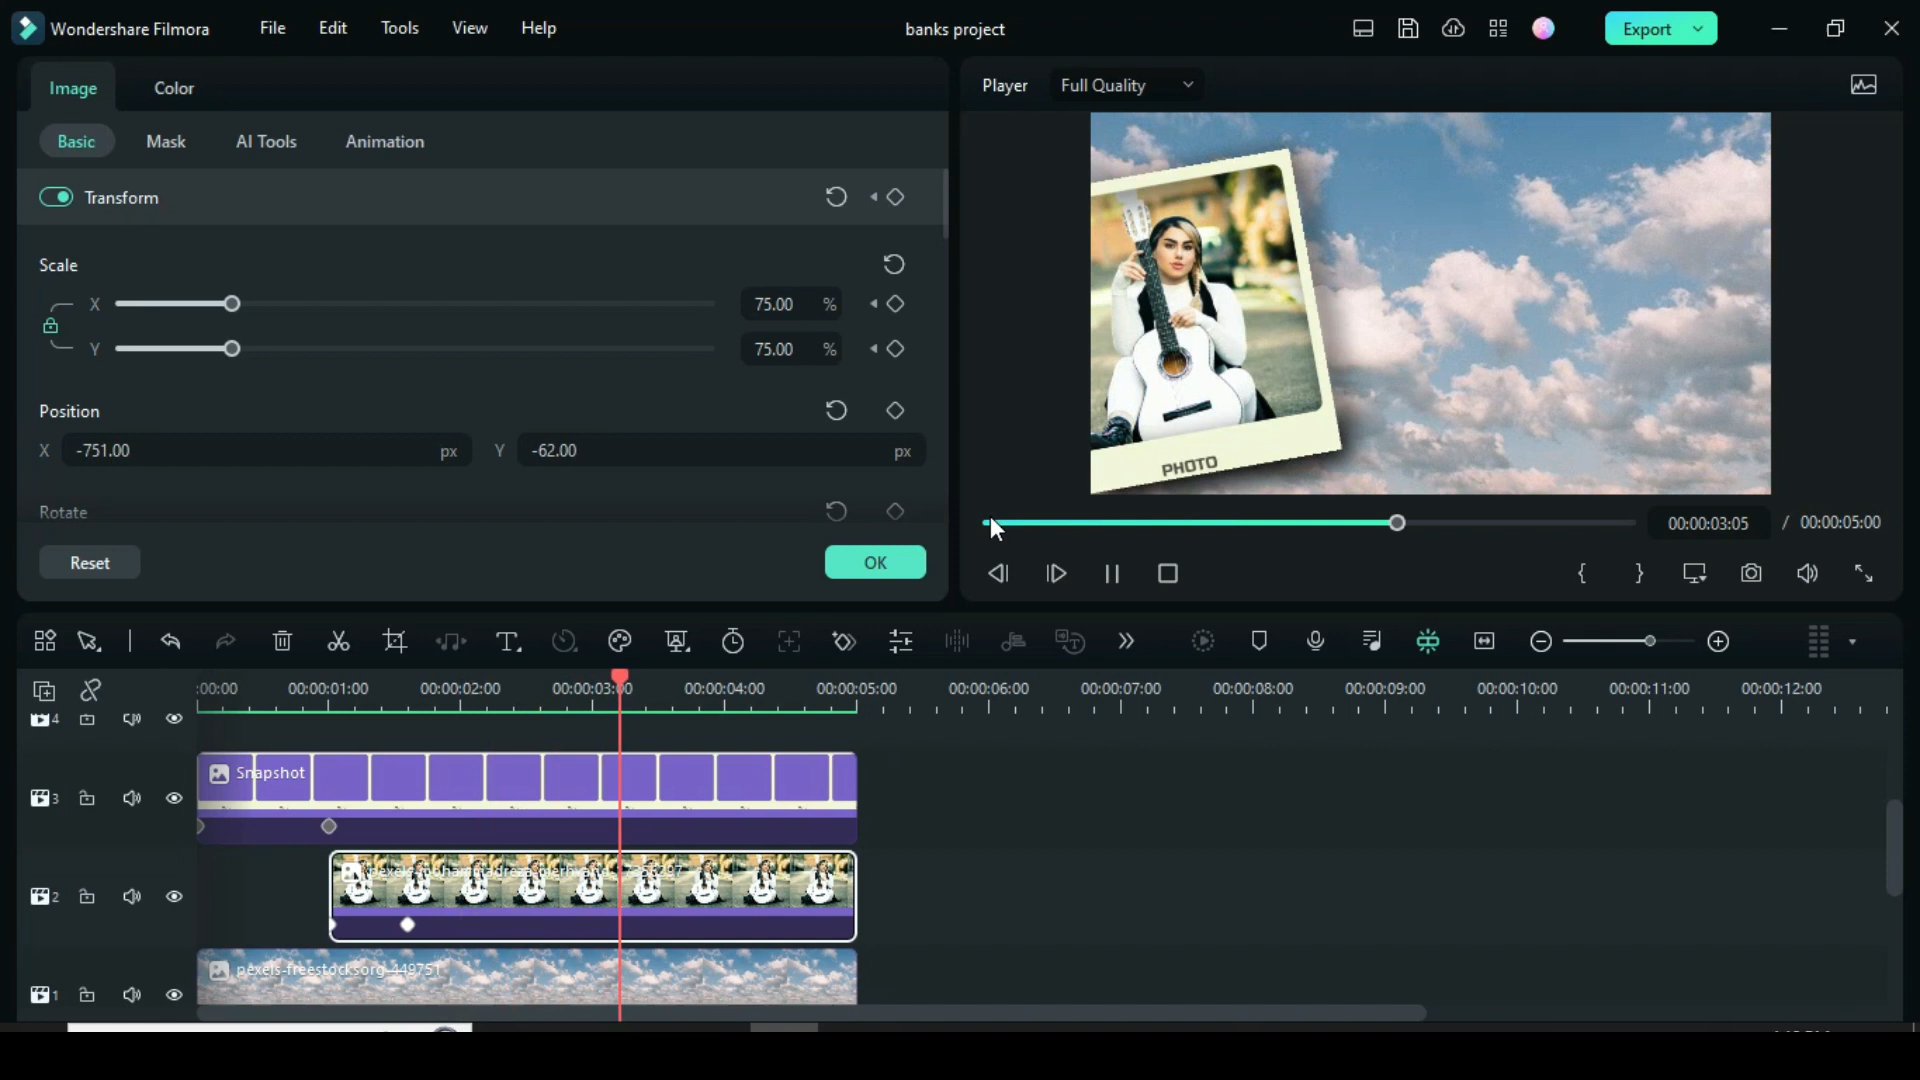 Wondershare Filmora
File Edit Tools View Help
banks project
Export
Image Color
Player Full Quality
Basic Mask AI Tools Animation
Transform
Scale
X 75.00 %
Y 75.00 %
Position
X -751.00 px Y -62.00 px
Rotate
PHOTO
00:00:03:05 / 00:00:05:00
Reset OK
:00:00 00:00:01:00 00:00:02:00 00:00:03:00 00:00:04:00 00:00:05:00 00:00:06:00 00:00:07:00 00:00:08:00 00:00:09:00 00:00:10:00 00:00:11:00 00:00:12:00
4
Snapshot
3
2
pexels-freestocksorg-449751
1